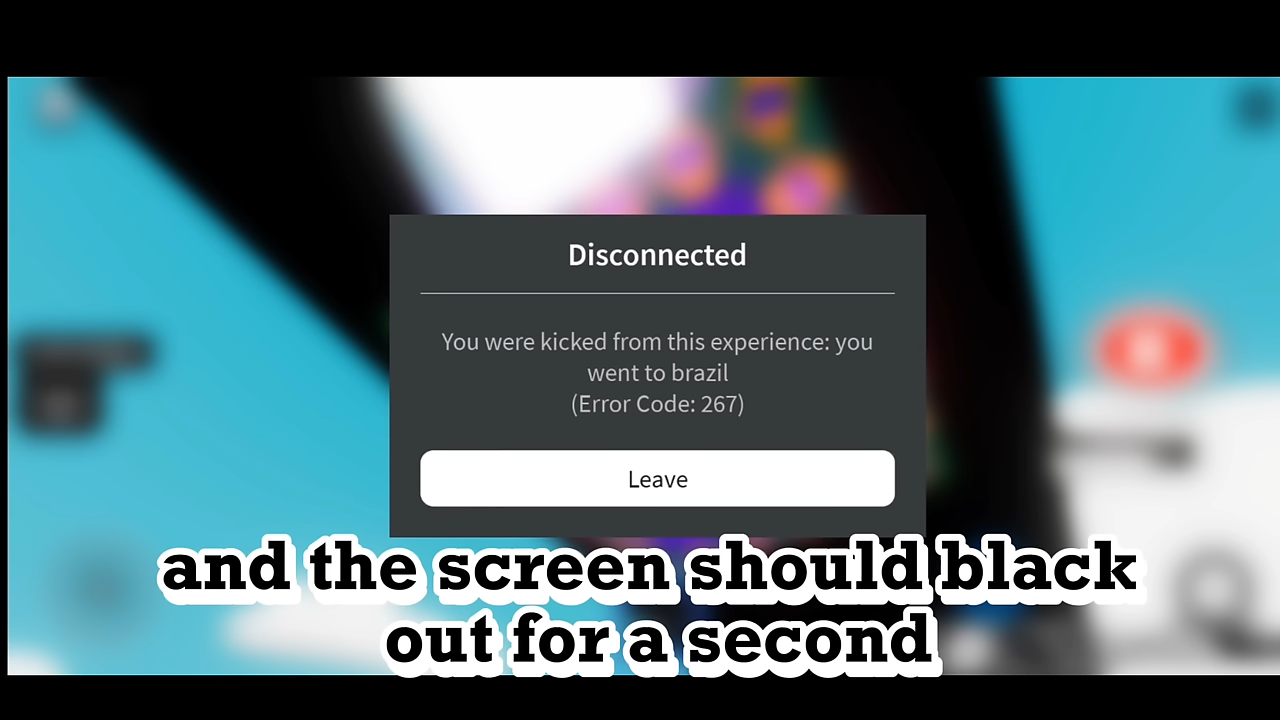 Disconnected
You were kicked from this experience: you
went to brazil
(Error Code: 267)
Leave
and the screen should black
out for a second